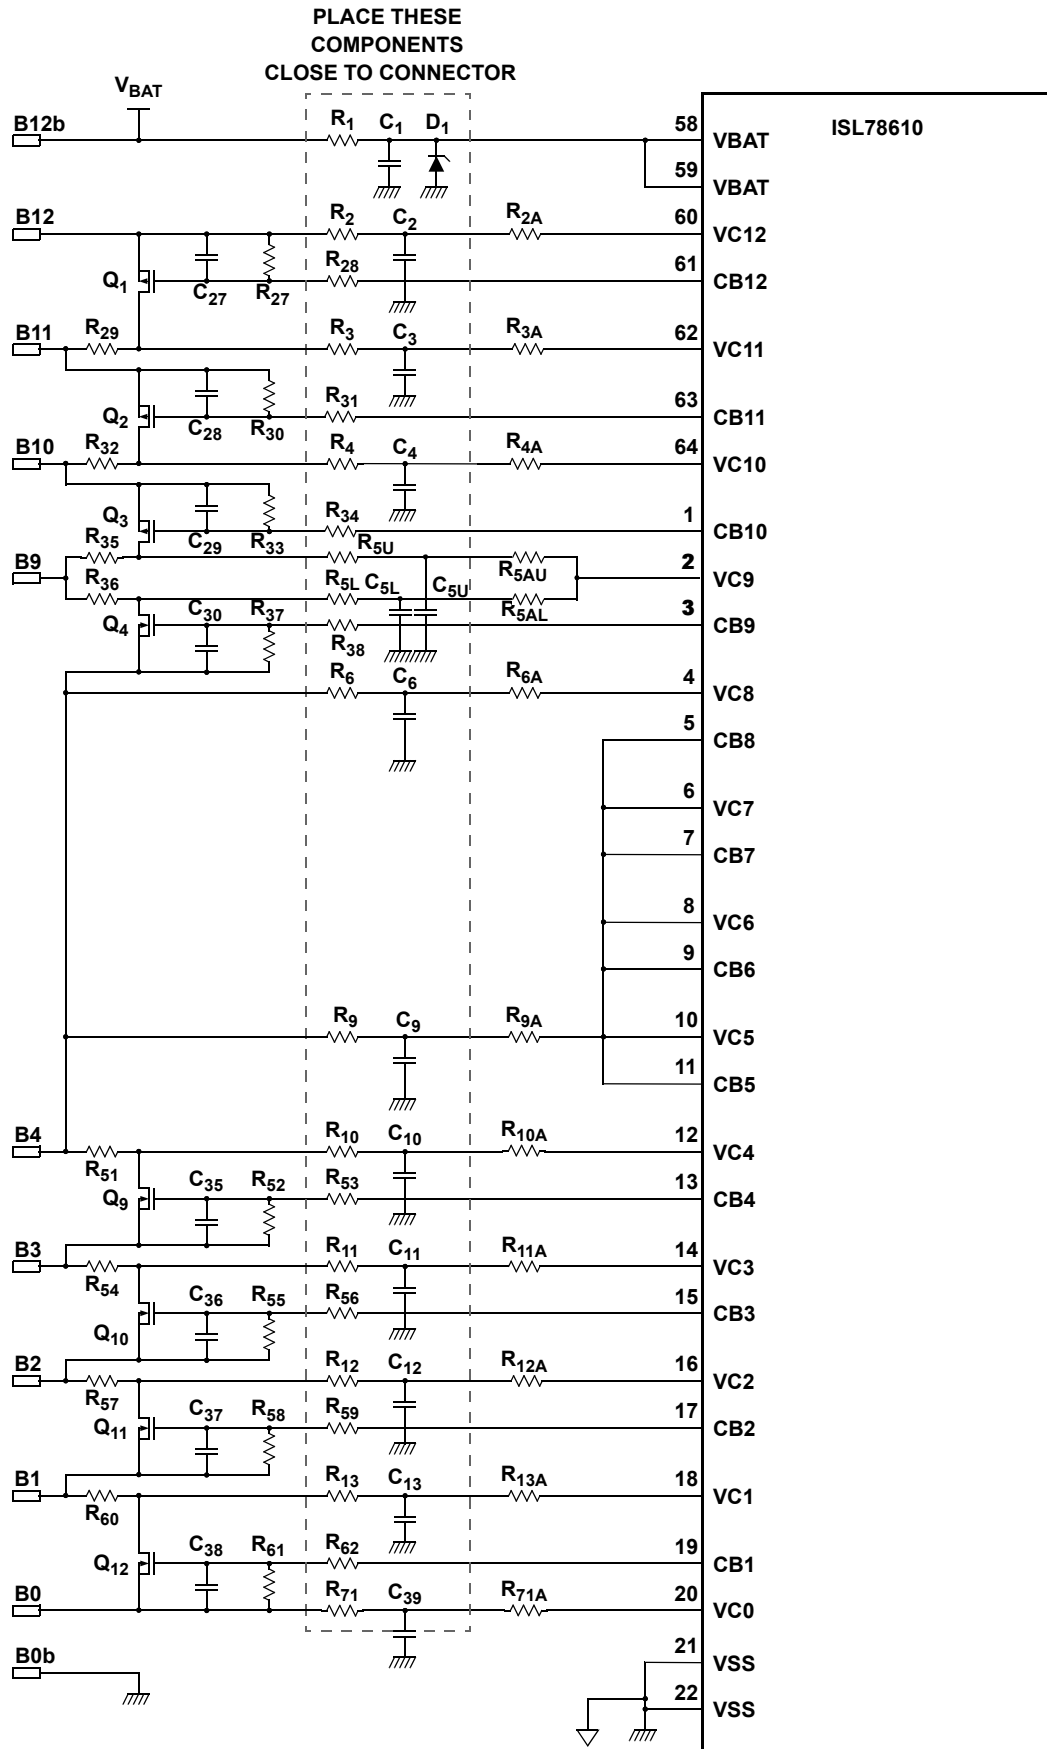 PLACE THESE
COMPONENTS
CLOSE TO CONNECTOR
VBAT
B12b
R1
C1
D1
58
VBAT
ISL78610
59
VBAT
B12
R2
C2
R2A
60
VC12
Q1
C27
R27
R28
61
CB12
B11
R29
R3
C3
R3A
62
VC11
Q2
C28
R30
R31
63
CB11
B10
R32
R4
C4
R4A
64
VC10
Q3
C29
R33
R34
1
CB10
B9
R35
R5U
R5AU
2
VC9
R36
R5L
C5L
C5U
R5AL
Q4
C30
R37
R38
3
CB9
R6
C6
R6A
4
VC8
5
CB8
6
VC7
7
CB7
8
VC6
9
CB6
R9
C9
R9A
10
VC5
11
CB5
B4
R51
R10
C10
R10A
12
VC4
Q9
C35
R52
R53
13
CB4
B3
R54
R11
C11
R11A
14
VC3
Q10
C36
R55
R56
15
CB3
B2
R57
R12
C12
R12A
16
VC2
Q11
C37
R58
R59
17
CB2
B1
R60
R13
C13
R13A
18
VC1
Q12
C38
R61
R62
19
CB1
B0
R71
C39
R71A
20
VC0
B0b
21
VSS
22
VSS